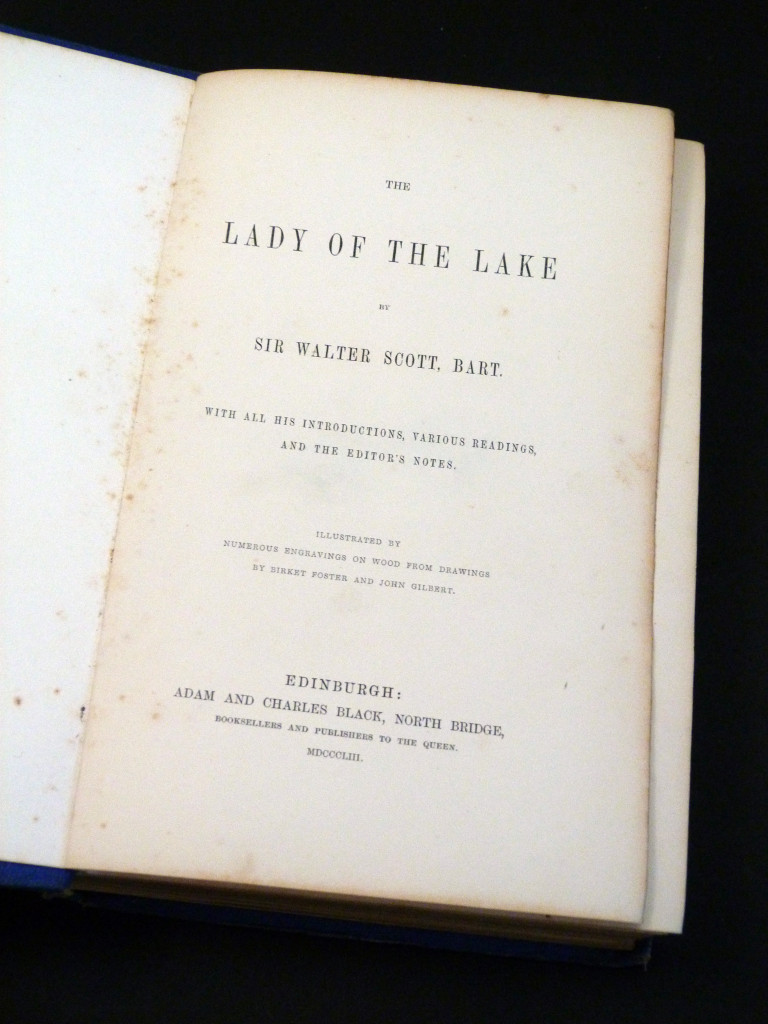 THE
LADY OF THE LAKE
BY
SIR WALTER SCOTT, BART.
WITH ALL HIS INTRODUCTIONS, VARIOUS READINGS,
AND THE EDITOR'S NOTES.
ILLUSTRATED BY
NUMEROUS ENGRAVINGS ON WOOD FROM DRAWINGS
BY BIRKET FOSTER AND JOHN GILBERT.
EDINBURGH:
ADAM AND CHARLES BLACK, NORTH BRIDGE,
BOOKSELLERS AND PUBLISHERS TO THE QUEEN.
MDCCCLIII.